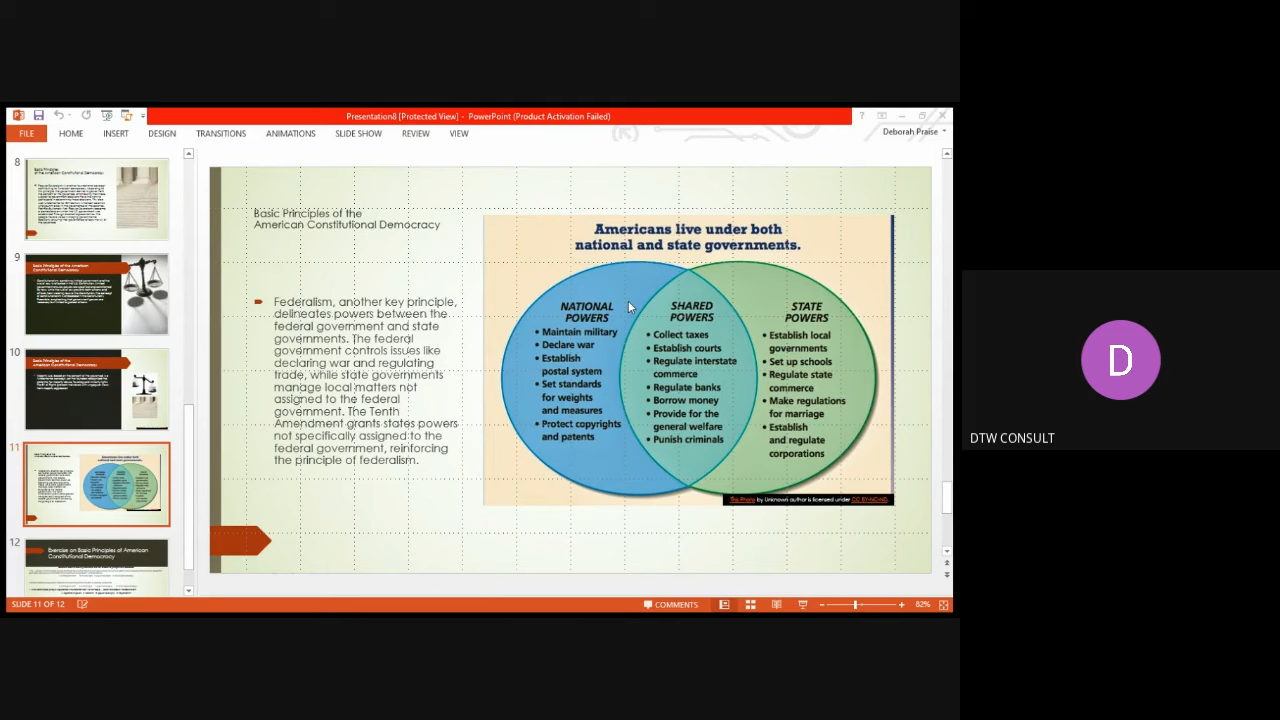 Presentation8 [Protected View] - PowerPoint (Product Activation Failed)
FILE HOME INSERT DESIGN TRANSITIONS ANIMATIONS SLIDE SHOW REVIEW VIEW
Deborah Praise
8
9
10
11
12
Exercise on Basic Principles of American
Constitutional Democracy
Basic Principles of the
American Constitutional Democracy
Federalism, another key principle,
delineates powers between the
federal government and state
governments. The federal
government controls issues like
declaring war and regulating
trade, while state governments
manage local matters not
assigned to the federal
government. The Tenth
Amendment grants states powers
not specifically assigned to the
federal government, reinforcing
the principle of federalism.
Americans live under both
national and state governments.
NATIONAL
POWERS
• Maintain military
• Declare war
• Establish
postal system
• Set standards
for weights
and measures
• Protect copyrights
and patents
SHARED
POWERS
• Collect taxes
• Establish courts
• Regulate interstate
commerce
• Regulate banks
• Borrow money
• Provide for the
general welfare
• Punish criminals
STATE
POWERS
• Establish local
governments
• Set up schools
• Regulate state
commerce
• Make regulations
for marriage
• Establish
and regulate
corporations
This Photo by Unknown author is licensed under CC BY-NC-ND.
SLIDE 11 OF 12
COMMENTS
82%
D
DTW CONSULT